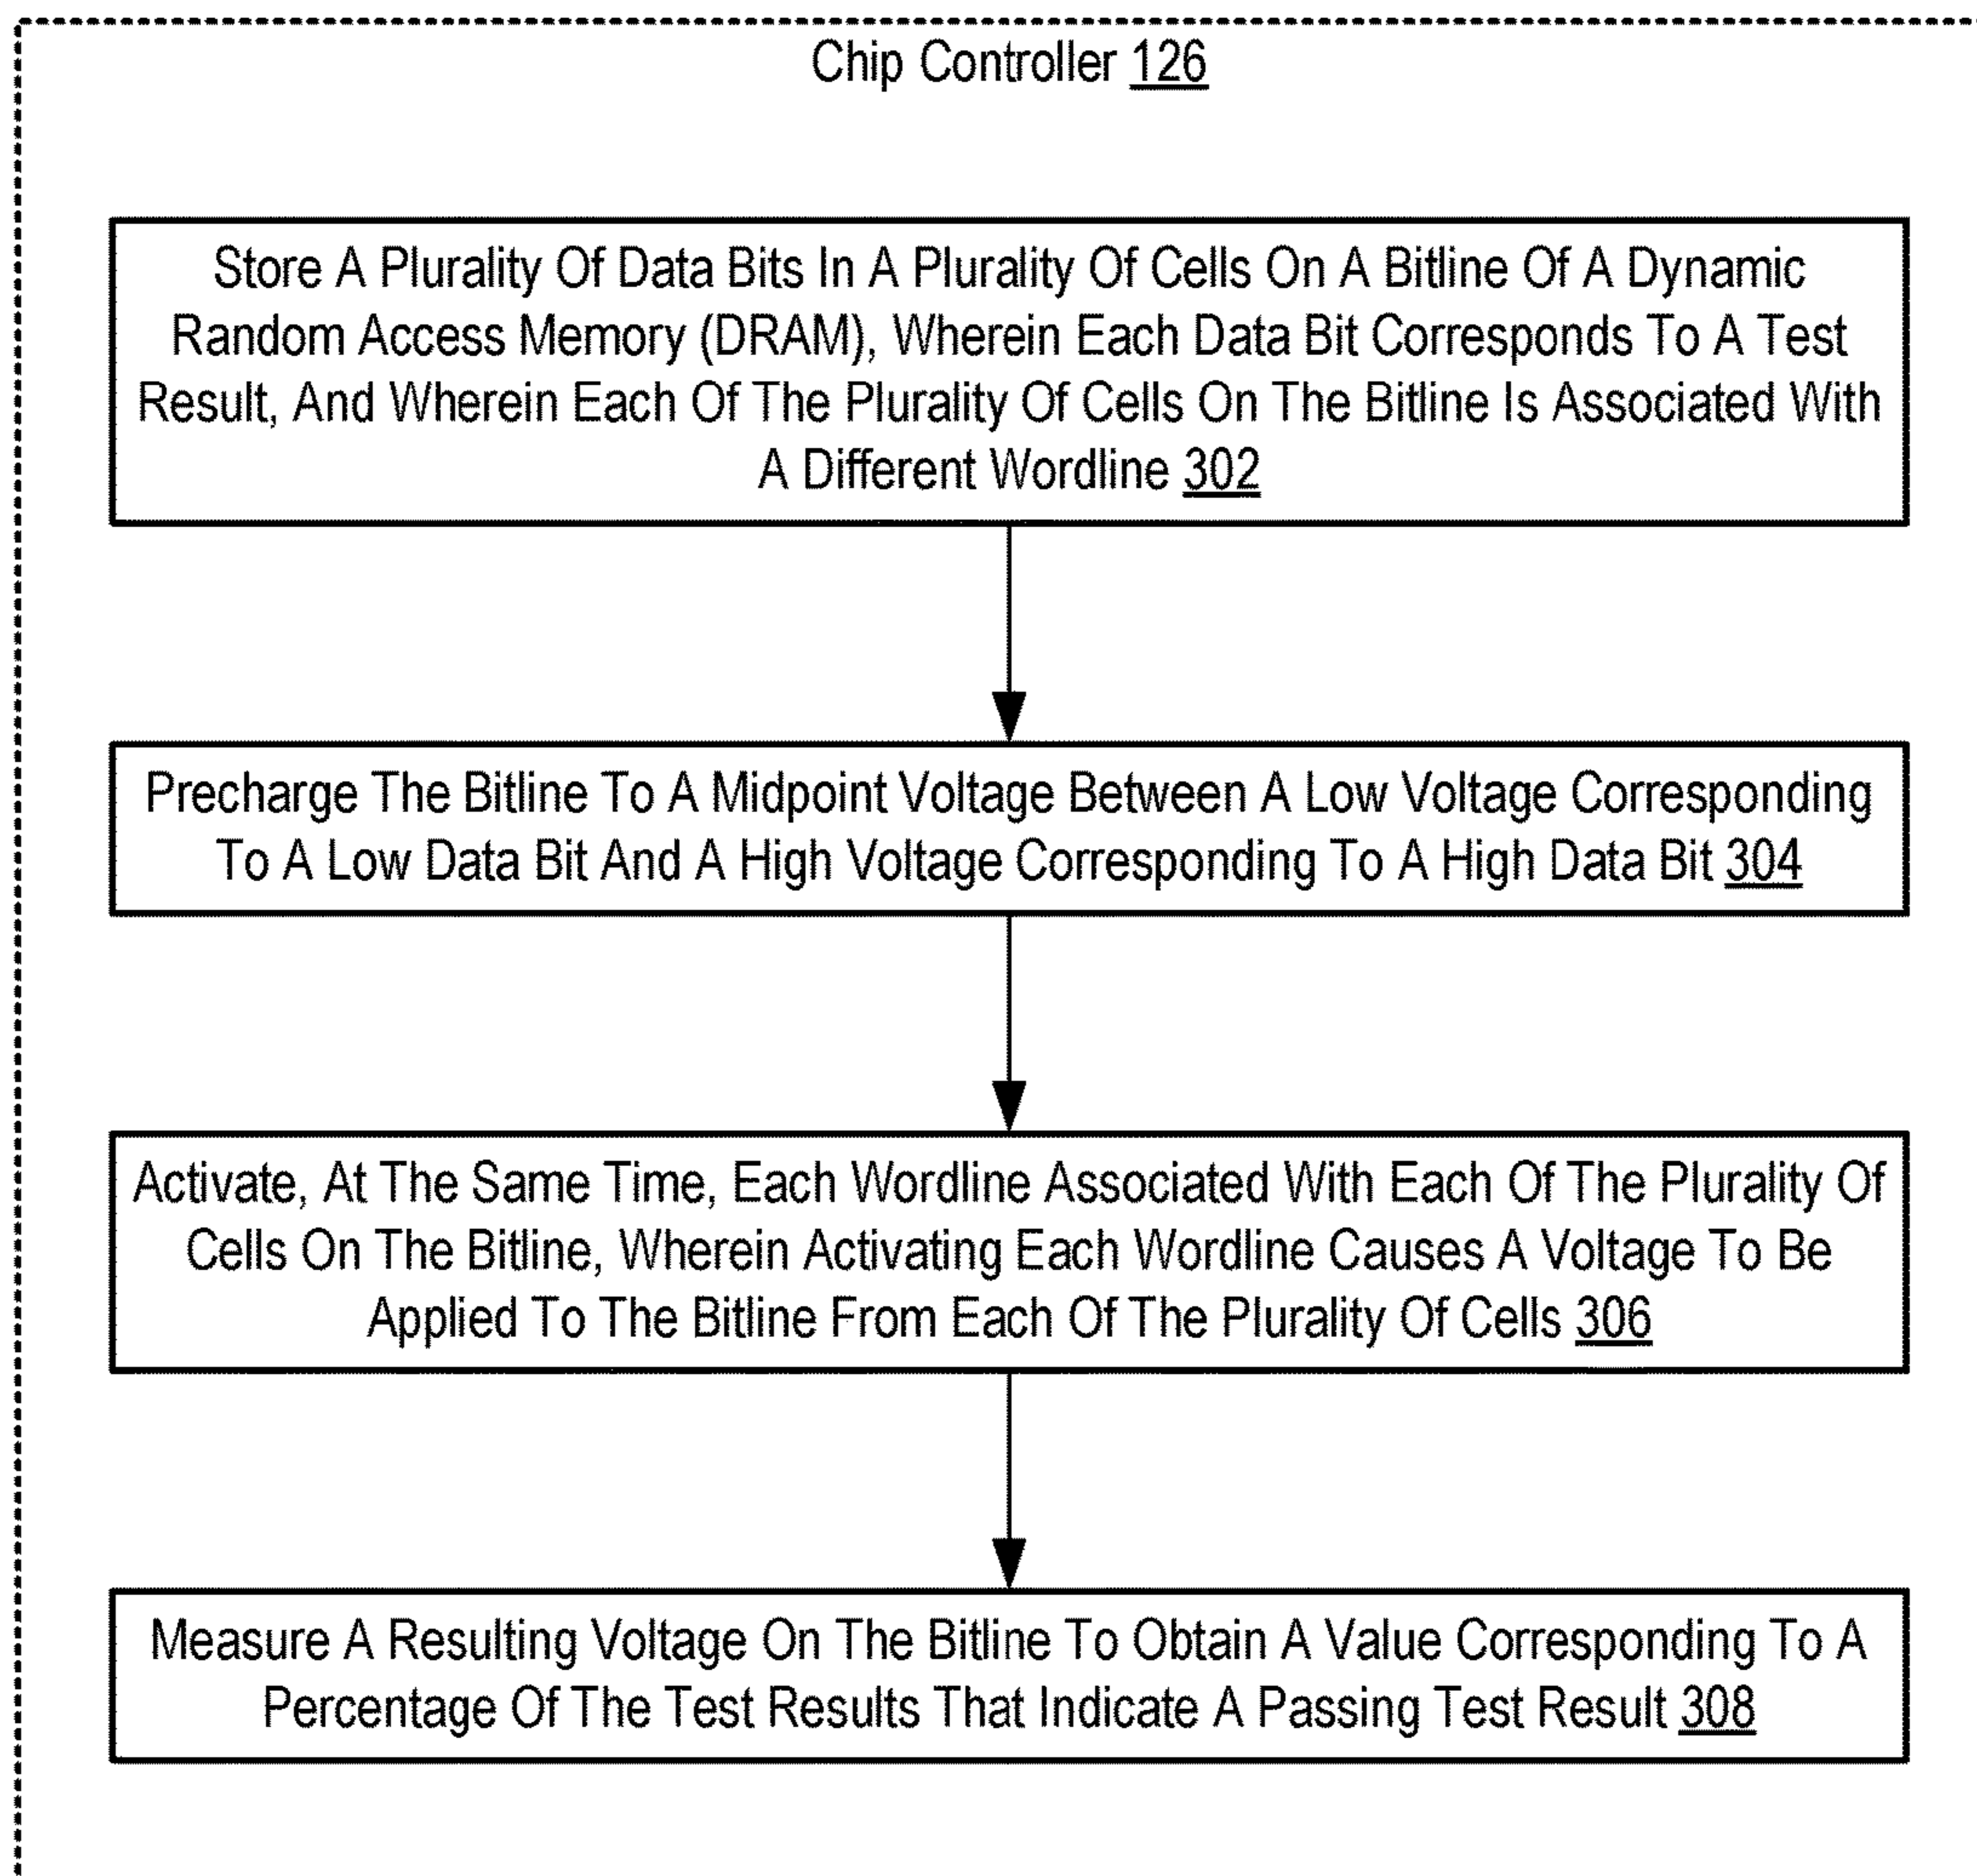 Chip Controller 126
Store A Plurality Of Data Bits In A Plurality Of Cells On A Bitline Of A Dynamic
Random Access Memory (DRAM), Wherein Each Data Bit Corresponds To A Test
Result, And Wherein Each Of The Plurality Of Cells On The Bitline Is Associated With
A Different Wordline 302
Precharge The Bitline To A Midpoint Voltage Between A Low Voltage Corresponding
To A Low Data Bit And A High Voltage Corresponding To A High Data Bit 304
Activate, At The Same Time, Each Wordline Associated With Each Of The Plurality Of
Cells On The Bitline, Wherein Activating Each Wordline Causes A Voltage To Be
Applied To The Bitline From Each Of The Plurality Of Cells 306
Measure A Resulting Voltage On The Bitline To Obtain A Value Corresponding To A
Percentage Of The Test Results That Indicate A Passing Test Result 308